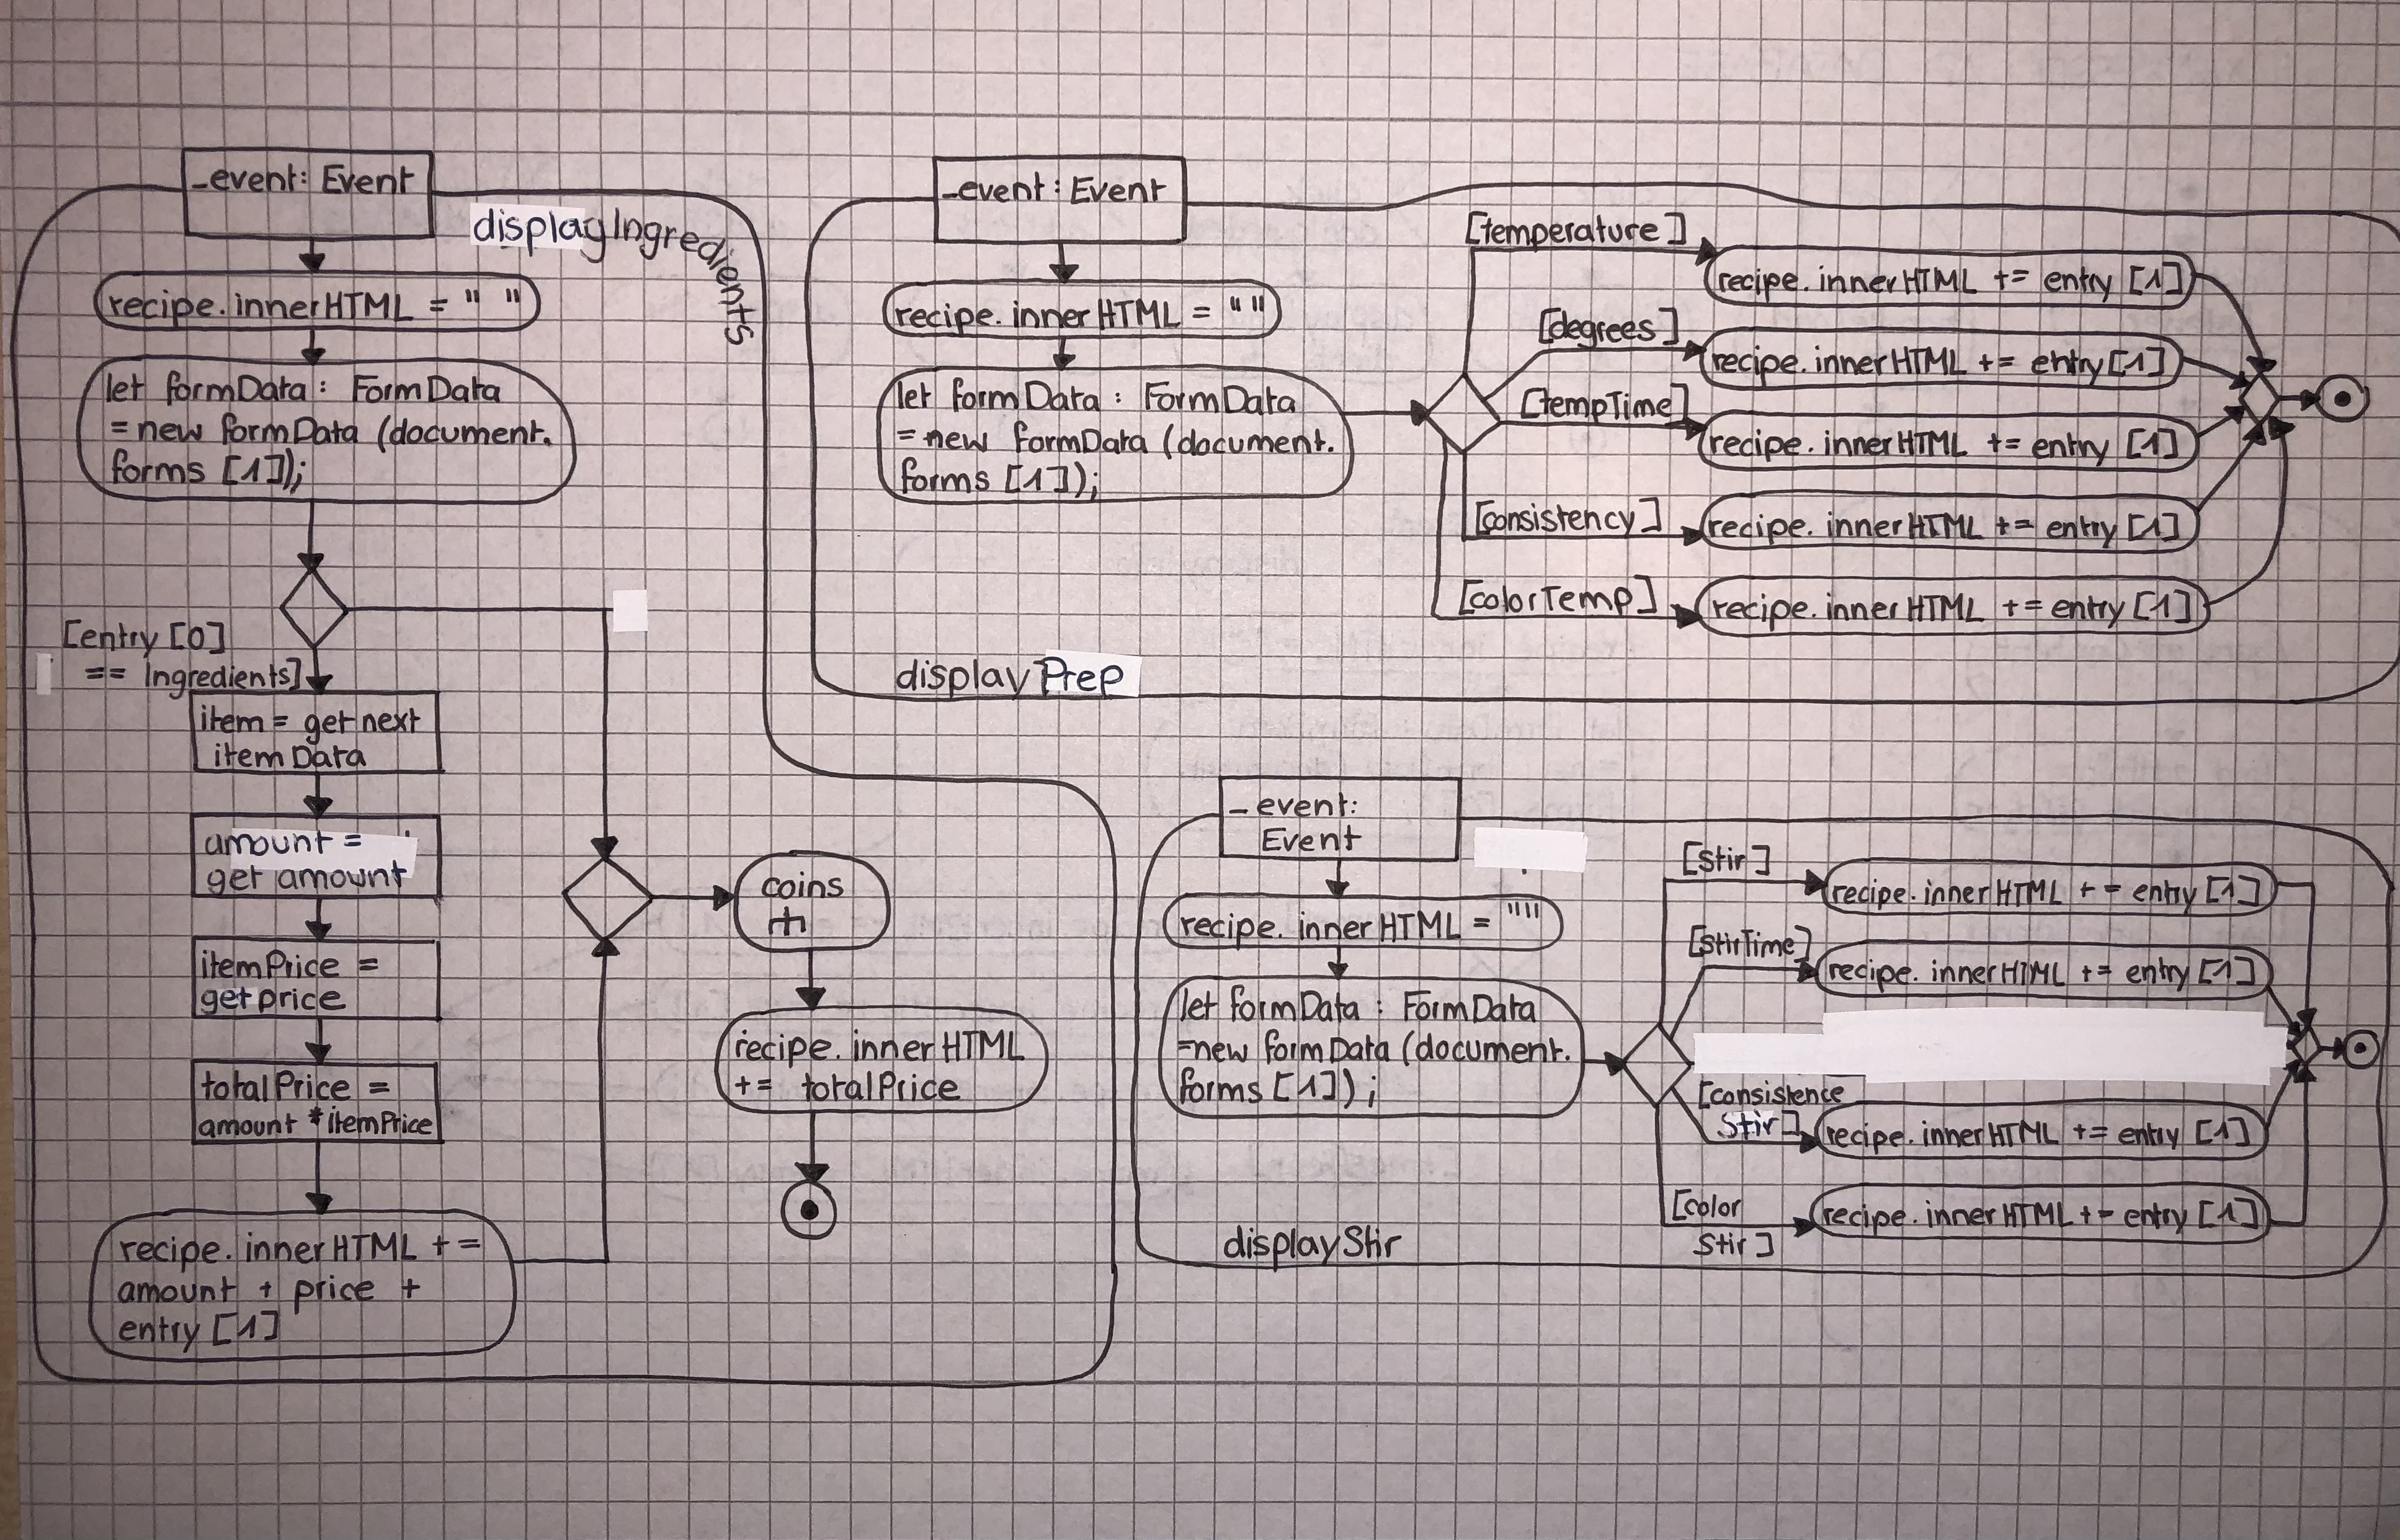 _event: Event
displayIngredients
recipe.innerHTML = " "
let formData: FormData
= new formData (document.
forms [1]);
[entry [0]
== Ingredients]
item = get next
itemData
amount =
get amount
itemPrice =
get price
totalPrice =
amount * itemPrice
recipe.innerHTML +=
amount + price +
entry [1]
coins
recipe.innerHTML
+= totalPrice
_event: Event
recipe.innerHTML = ""
let formData: FormData
= new formData (document.
forms [1]);
[temperature]
recipe.innerHTML += entry [1]
[degrees]
recipe.innerHTML += entry [1]
[tempTime]
recipe.innerHTML += entry [1]
[consistency]
recipe.innerHTML += entry [1]
[colorTemp]
recipe.innerHTML += entry [1]
displayPrep
_event:
Event
recipe.innerHTML = ""
let formData: FormData
=new formData (document.
forms [1]);
[stir]
recipe.innerHTML += entry [1]
[stirTime]
recipe.innerHTML += entry [1]
[consistence
Stir]
recipe.innerHTML += entry [1]
[color
Stir]
recipe.innerHTML += entry [1]
displayStir